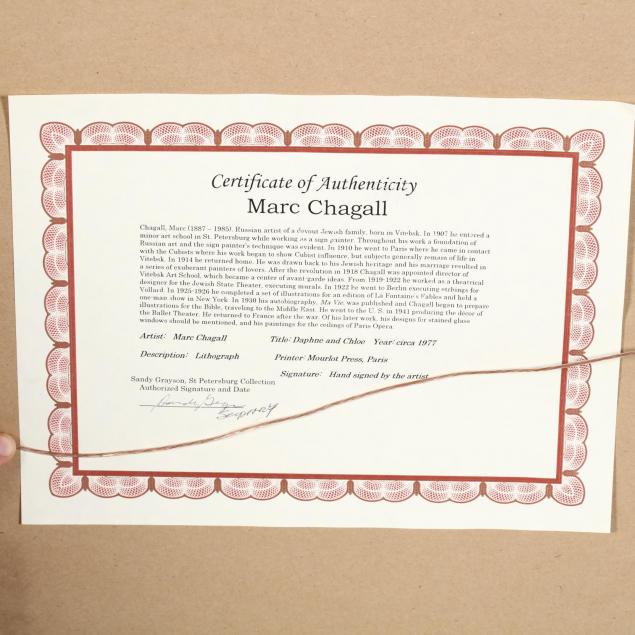 Certificate of Authenticity
Marc Chagall
Chagall, Marc (1887 – 1985). Russian artist of a devout Jewish family, born in Vitebsk. In 1907 he entered a
minor art school in St. Petersburg while working as a sign painter. Throughout his work a foundation of
Russian art and the sign painter's technique was evident. In 1910 he went to Paris where he came in contact
with the Cubists where his work began to show Cubist influence, but subjects generally remain of life in
Vitebsk. In 1914 he returned home. He was drawn back to his Jewish heritage and his marriage resulted in
a series of exuberant painters of lovers. After the revolution in 1918 Chagall was appointed director of
Vitebsk Art School, which became a center of avant-garde ideas. From 1919-1922 he worked as a theatrical
designer for the Jewish State Theater, executing murals. In 1922 he went to Berlin executing etchings for
Vollard. In 1925-1926 he completed a set of illustrations for an edition of La Fontaine's Fables and held a
one-man show in New York. In 1930 his autobiography, Ma Vie, was published and Chagall began to prepare
illustrations for the Bible, traveling to the Middle East. He went to the U. S. in 1941 producing the décor of
the Ballet Theater. He returned to France after the war. Of his later work, his designs for stained glass
windows should be mentioned, and his paintings for the ceilings of Paris Opera.
Artist: Marc Chagall Title: Daphne and Chloe Year: circa 1977
Description: Lithograph Printer: Mourlot Press, Paris
Signature: Hand signed by the artist
Sandy Grayson, St Petersburg Collection
Authorized Signature and Date